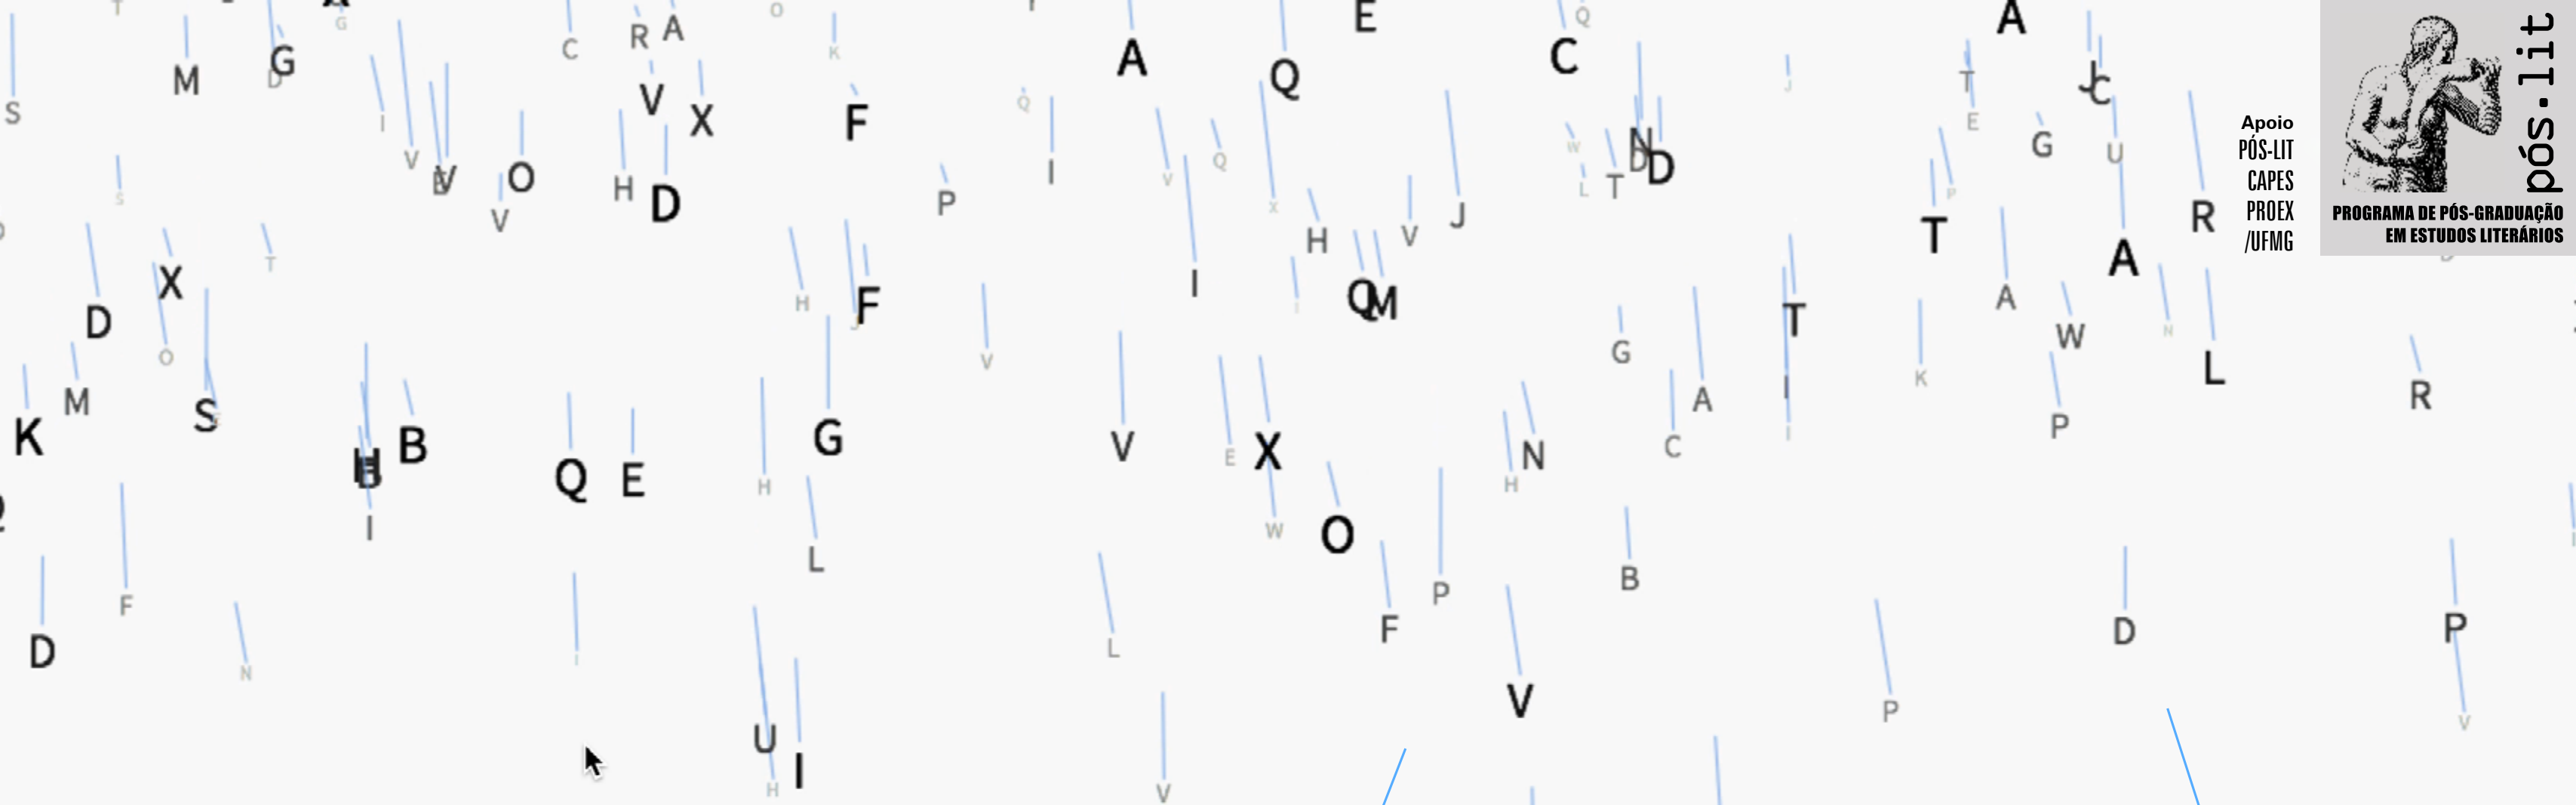 T G O Y E Q A
M G D C R A K A Q C J T J C
S I V V X F Q I V Q W N D E G U
S E V O V H D P X H V J L T D P R
D X T H F J I I Q M T A A W N
D O M V G I K L
K S E B H B Q E G H V E X N H A C I P R
I L W O P B
D F N I L F D P
U I H V V P V
Apoio
PÓS-LIT
CAPES
PROEX
/UFMG
pós.lit
PROGRAMA DE PÓS-GRADUAÇÃO
EM ESTUDOS LITERÁRIOS